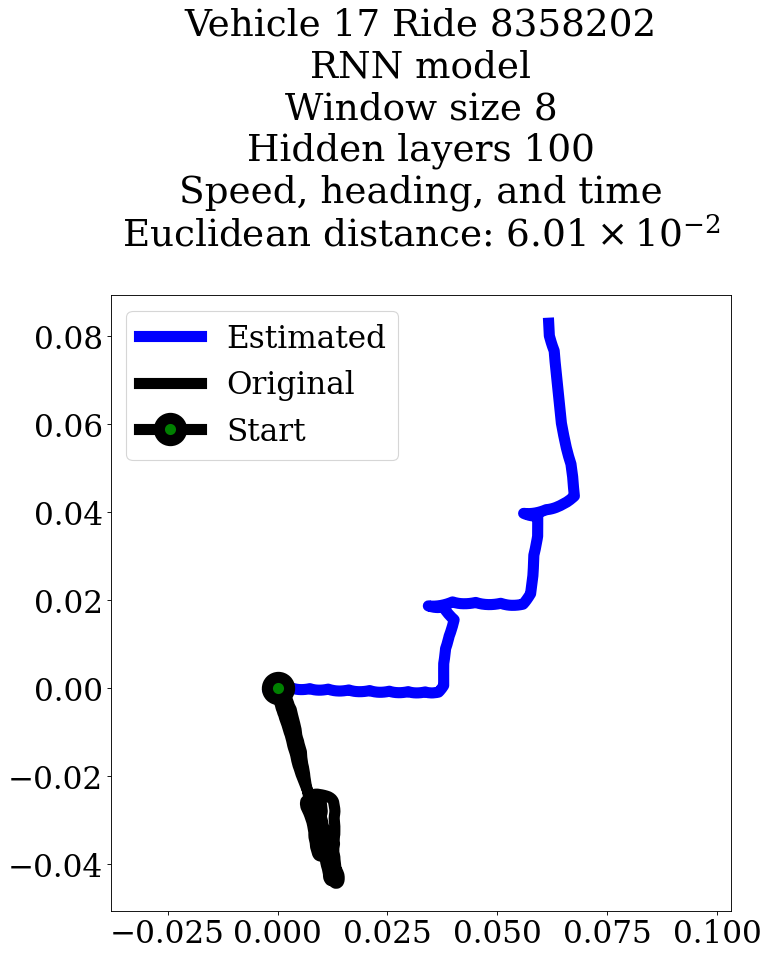 Vehicle 17 Ride 8358202
RNN model
Window size 8
Hidden layers 100
Speed, heading, and time
Euclidean distance: 6.01 × 10⁻²
Estimated
Original
Start
0.08
0.06
0.04
0.02
0.00
−0.02
−0.04
−0.025 0.000 0.025 0.050 0.075 0.100